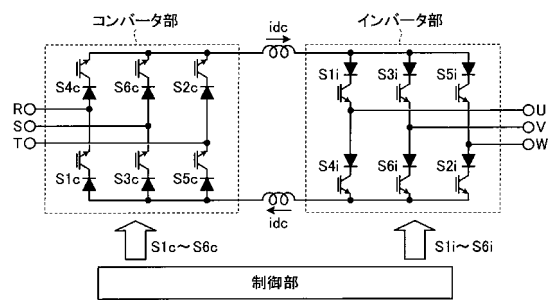 コンバータ部
idc
インバータ部
S4c
S6c
S2c
S1i
S3i
S5i
R
S
T
U
V
W
S1c
S3c
S5c
S4i
S6i
S2i
idc
S1c～S6c
S1i～S6i
制御部